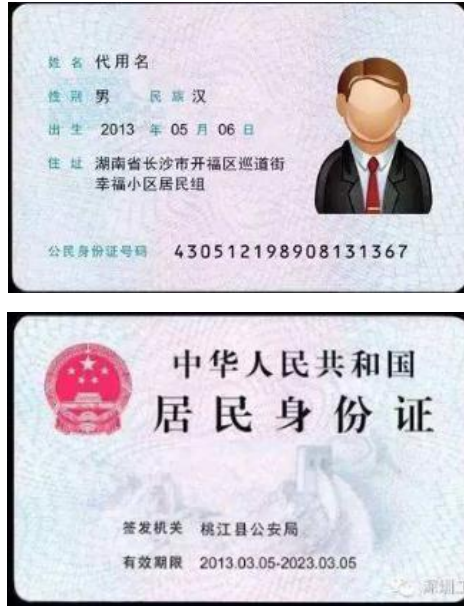 姓名 代用名
性别 男 民族 汉
出生 2013 年 05 月 06 日
住址 湖南省长沙市开福区巡道街
幸福小区居民组
公民身份证号码 430512198908131367
中华人民共和国
居民身份证
签发机关 桃江县公安局
有效期限 2013.03.05-2023.03.05